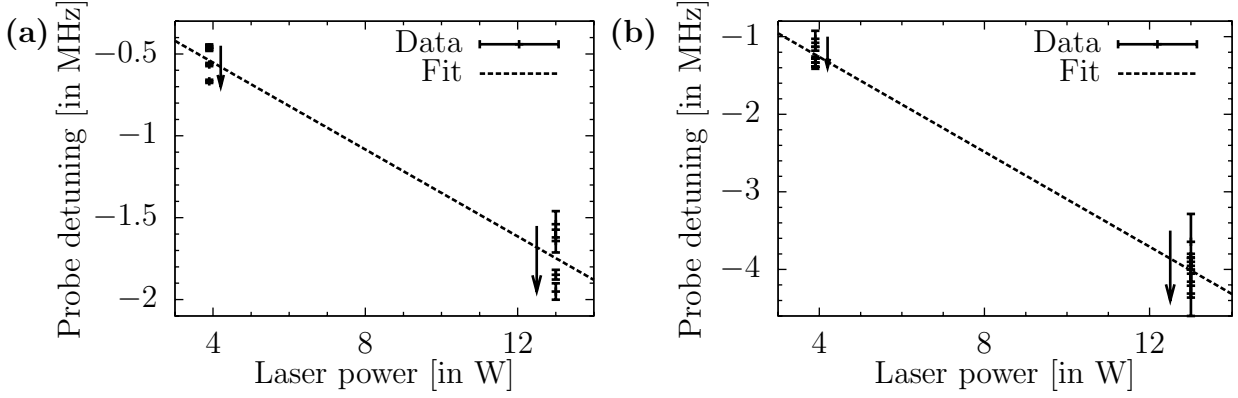 (a)
Probe detuning [in MHz]
−0.5
−1
−1.5
−2
4
8
12
Laser power [in W]
Data
Fit
(b)
Probe detuning [in MHz]
−1
−2
−3
−4
4
8
12
Laser power [in W]
Data
Fit